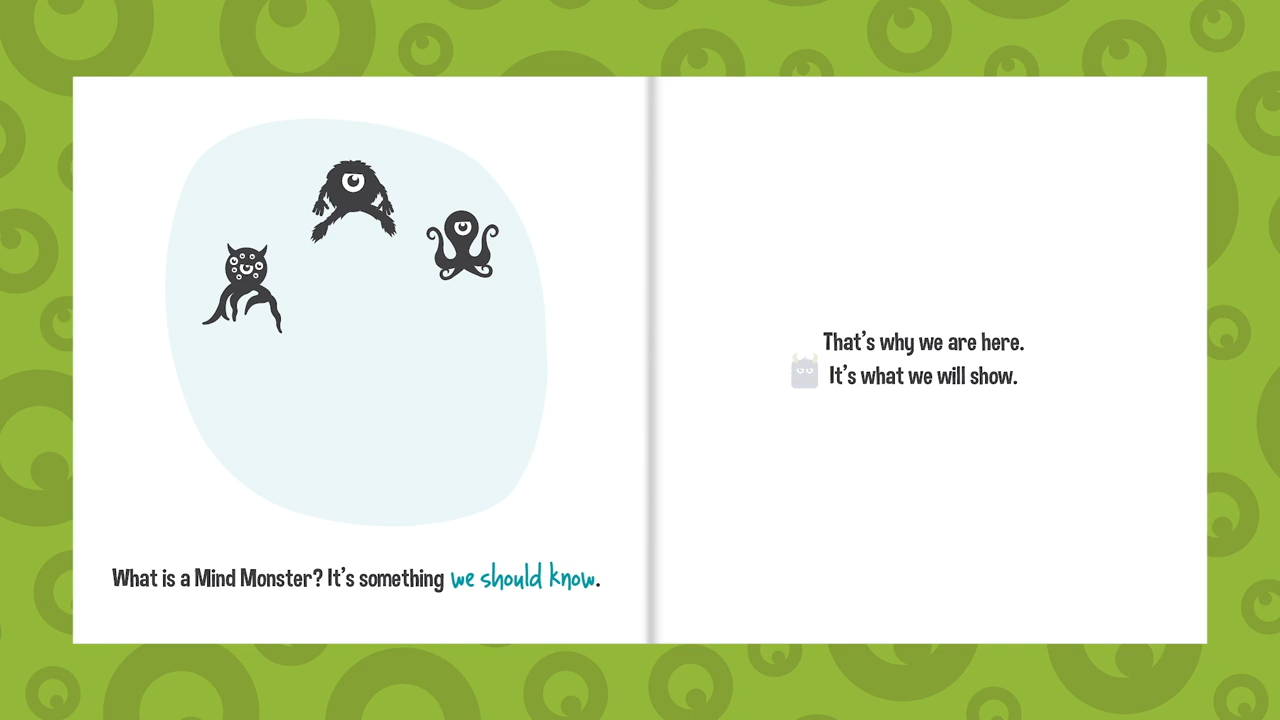 What is a Mind Monster? It's something we should know.
That's why we are here.
It's what we will show.